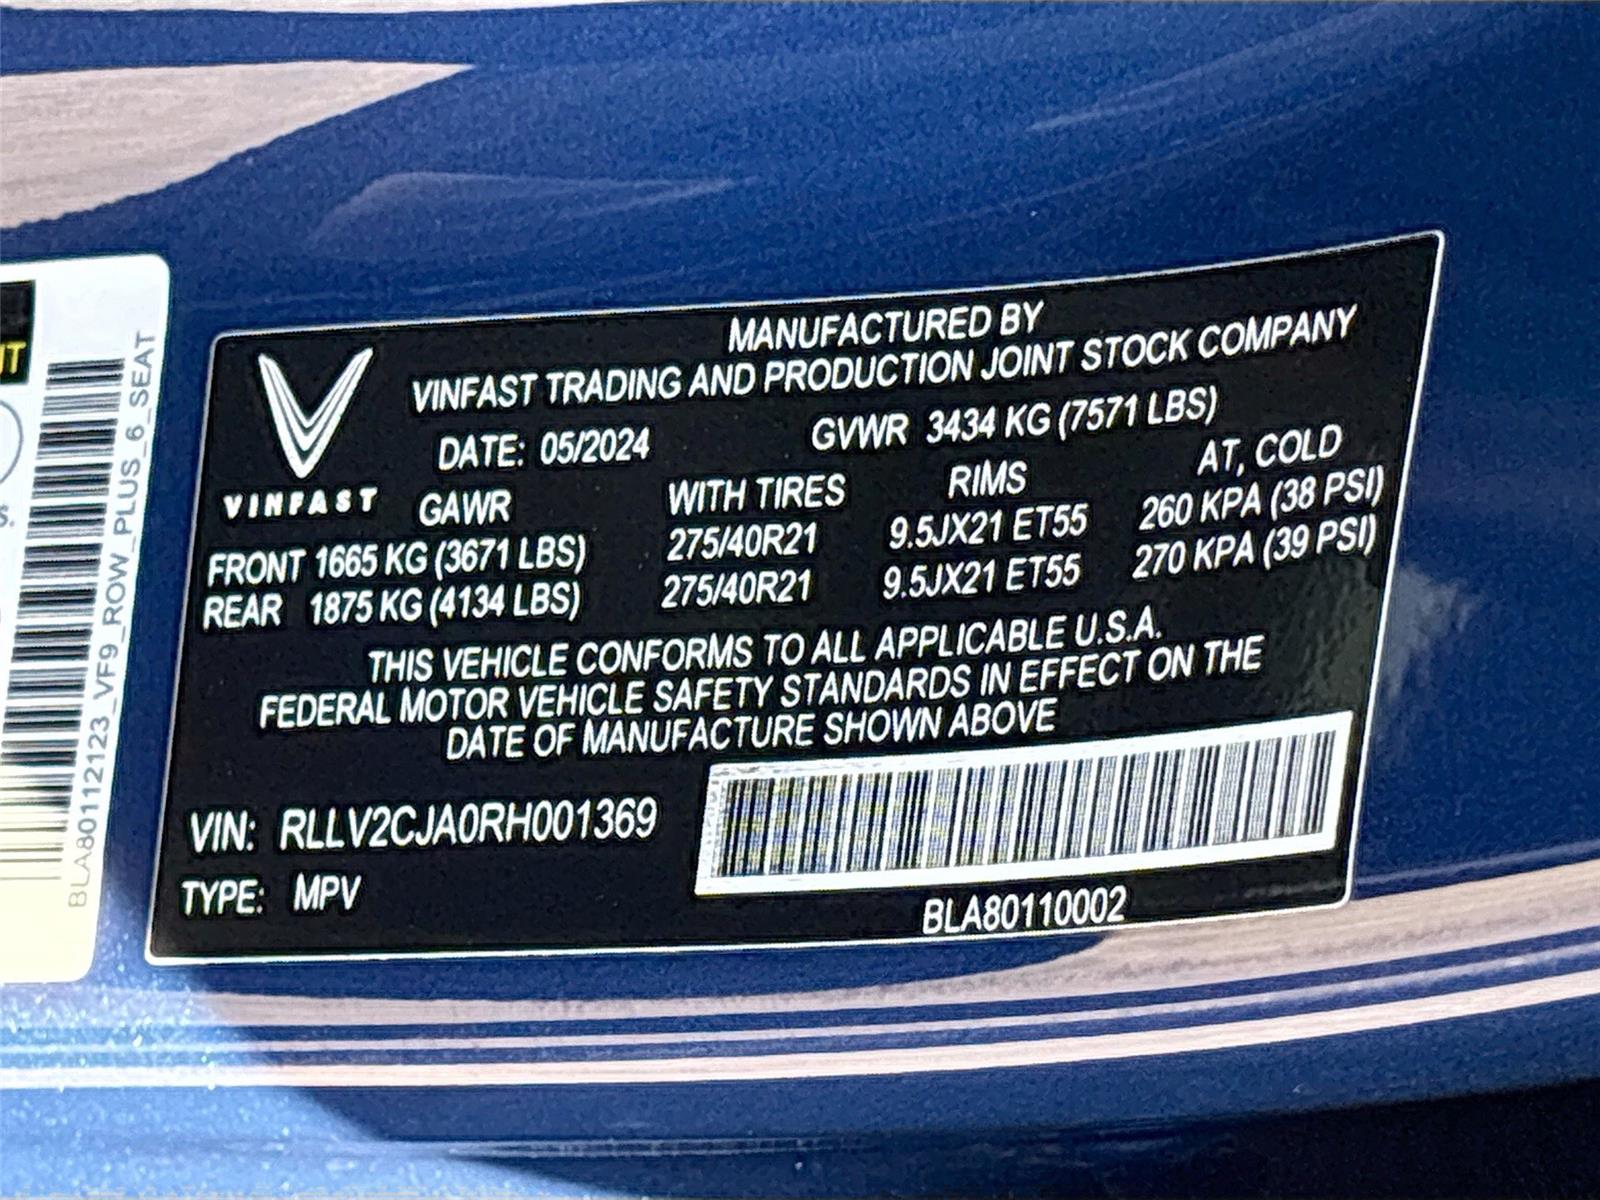 MANUFACTURED BY
VINFAST TRADING AND PRODUCTION JOINT STOCK COMPANY
DATE: 05/2024 GVWR 3434 KG (7571 LBS)
VINFAST
GAWR WITH TIRES RIMS AT, COLD
FRONT 1665 KG (3671 LBS) 275/40R21 9.5JX21 ET55 260 KPA (38 PSI)
REAR 1875 KG (4134 LBS) 275/40R21 9.5JX21 ET55 270 KPA (39 PSI)
THIS VEHICLE CONFORMS TO ALL APPLICABLE U.S.A.
FEDERAL MOTOR VEHICLE SAFETY STANDARDS IN EFFECT ON THE
DATE OF MANUFACTURE SHOWN ABOVE
VIN: RLLV2CJA0RH001369
TYPE: MPV
BLA80110002
BLA80112123_VF9_ROW_PLUS_6_SEAT